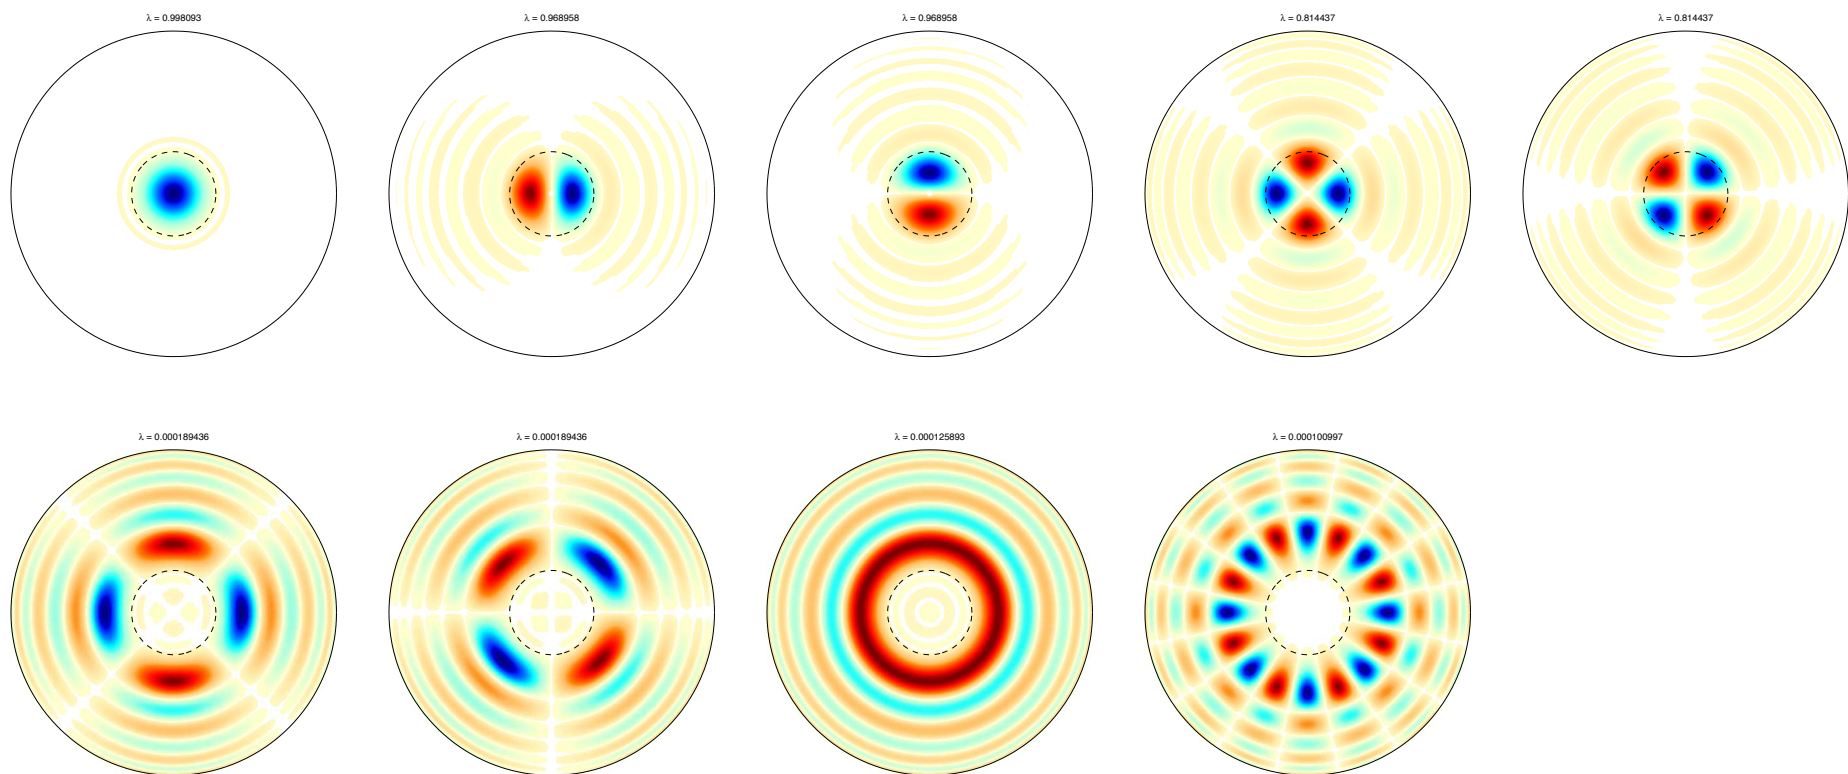 λ = 0.998093
λ = 0.968958
λ = 0.968958
λ = 0.814437
λ = 0.814437
λ = 0.000189436
λ = 0.000189436
λ = 0.000125893
λ = 0.000100997